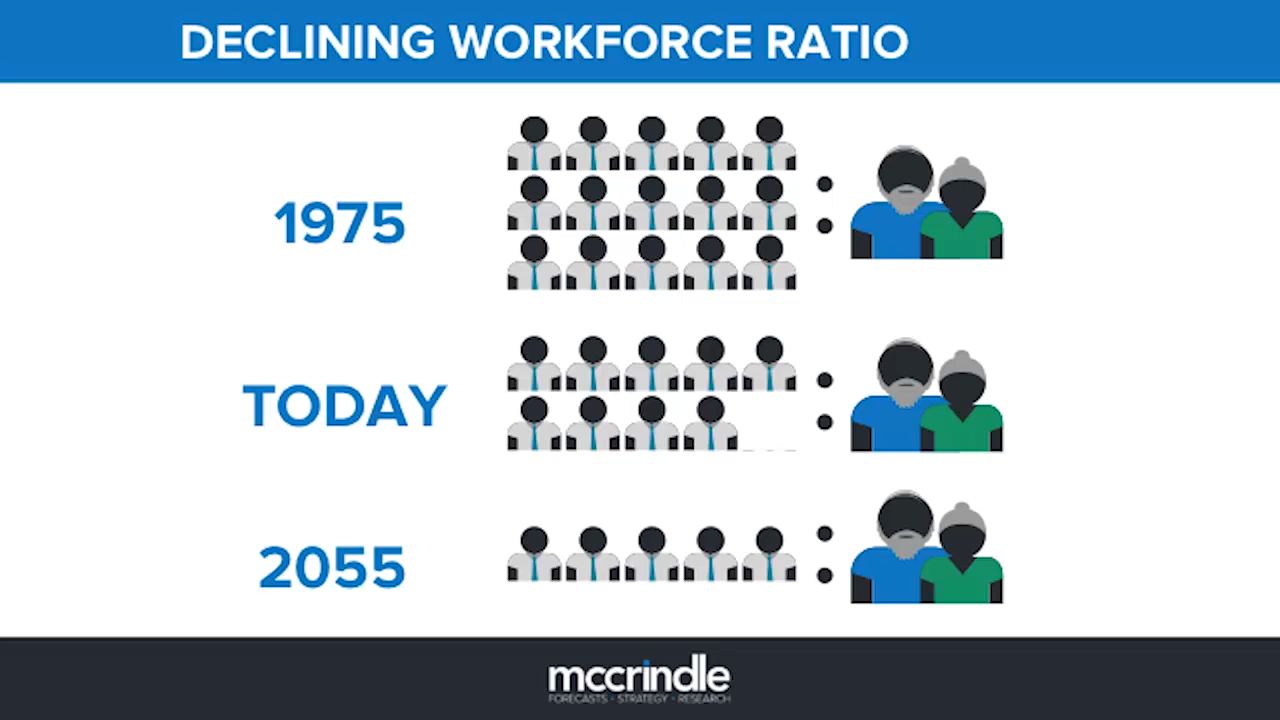 DECLINING WORKFORCE RATIO
1975
:
TODAY
:
2055
:
mccrindle
FORECASTS · STRATEGY · RESEARCH